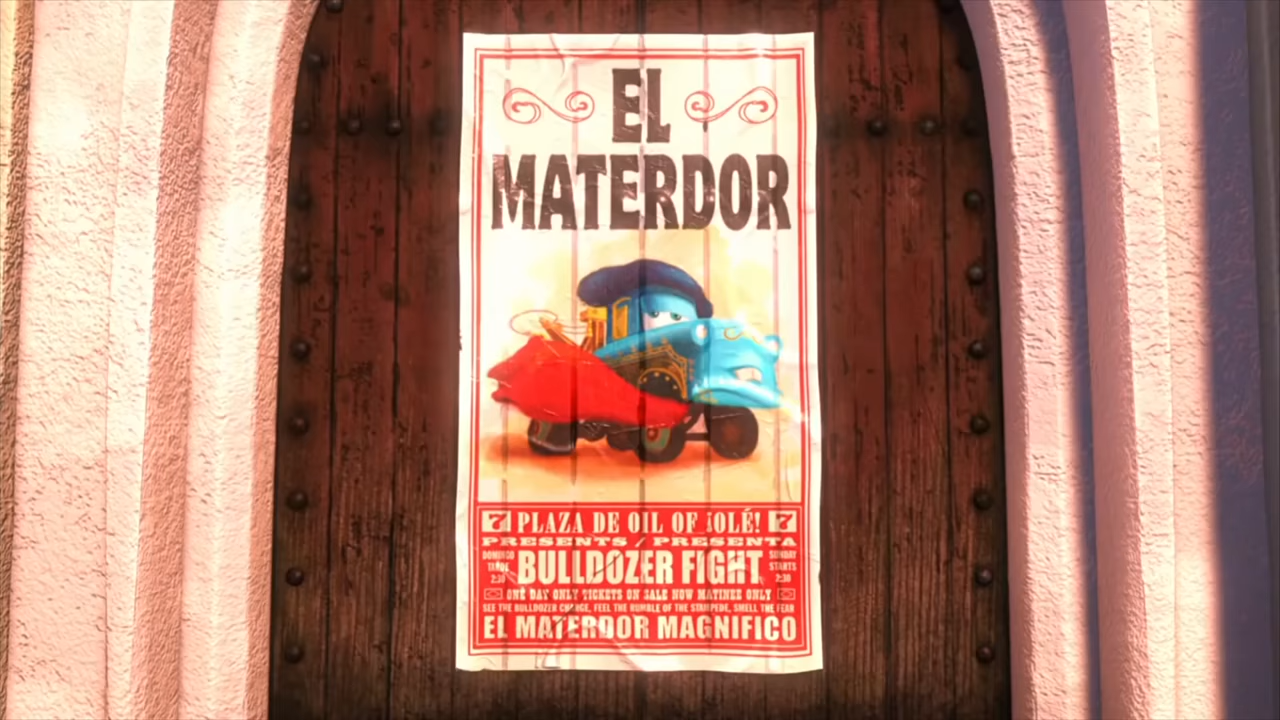 EL
MATERDOR
7 PLAZA DE OIL OF ¡OLÉ! 7
PRESENTS / PRESENTA
DOMINGO TARDE 2:30 BULLDOZER FIGHT SUNDAY STARTS 2:30
ONE DAY ONLY TICKETS ON SALE NOW MATINEE ONLY
SEE THE BULLDOZER CHARGE, FEEL THE RUMBLE OF THE STAMPEDE, SMELL THE FEAR
EL MATERDOR MAGNIFICO